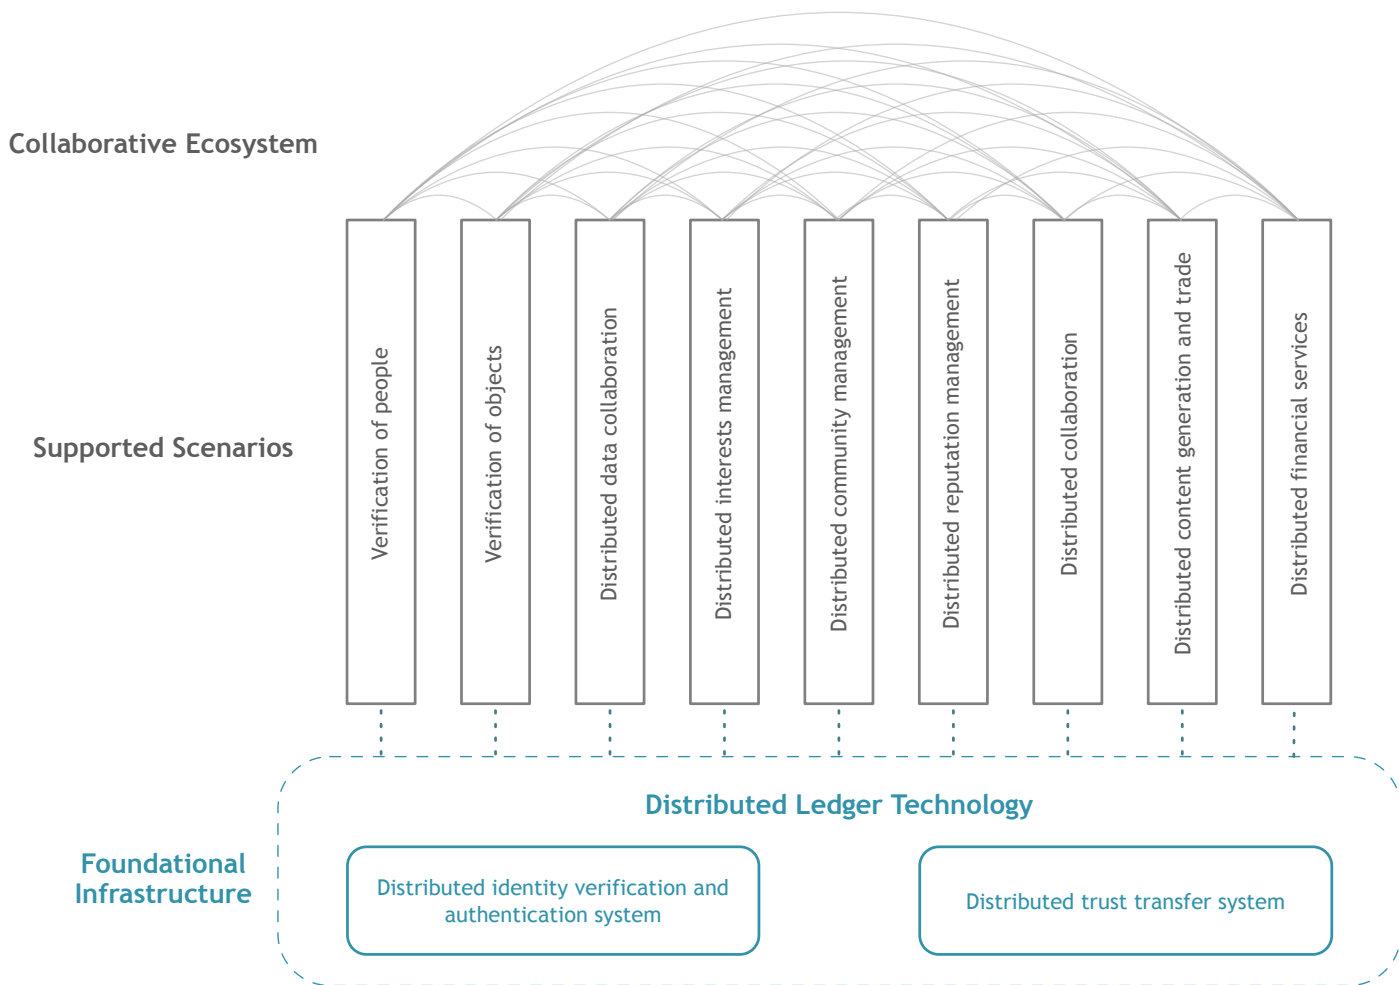 Collaborative Ecosystem
Supported Scenarios
Verification of people
Verification of objects
Distributed data collaboration
Distributed interests management
Distributed community management
Distributed reputation management
Distributed collaboration
Distributed content generation and trade
Distributed financial services
Foundational
Infrastructure
Distributed Ledger Technology
Distributed identity verification and
authentication system
Distributed trust transfer system